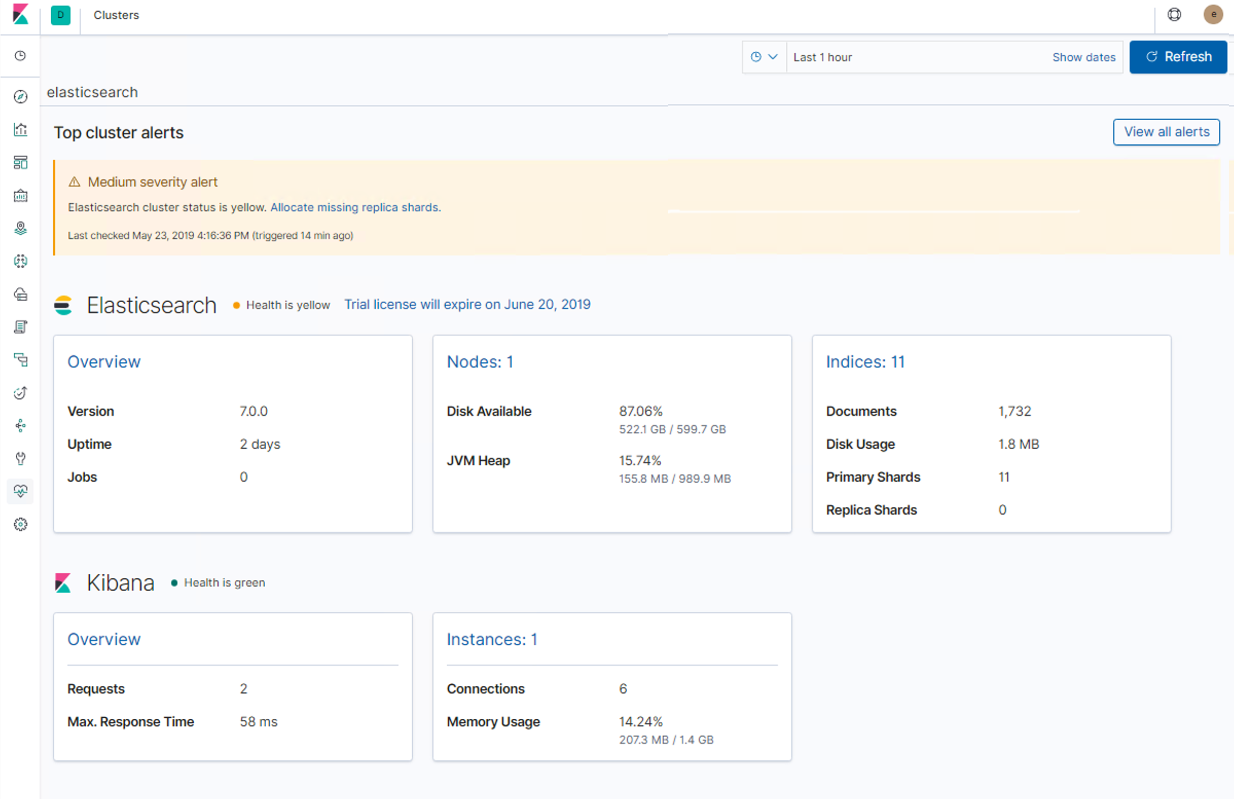 D Clusters e
Last 1 hour Show dates Refresh
elasticsearch
Top cluster alerts View all alerts
Medium severity alert
Elasticsearch cluster status is yellow. Allocate missing replica shards.
Last checked May 23, 2019 4:16:36 PM (triggered 14 min ago)
Elasticsearch Health is yellow Trial license will expire on June 20, 2019
Overview
Version 7.0.0
Uptime 2 days
Jobs 0
Nodes: 1
Disk Available 87.06%
522.1 GB / 599.7 GB
JVM Heap 15.74%
155.8 MB / 989.9 MB
Indices: 11
Documents 1,732
Disk Usage 1.8 MB
Primary Shards 11
Replica Shards 0
Kibana Health is green
Overview
Requests 2
Max. Response Time 58 ms
Instances: 1
Connections 6
Memory Usage 14.24%
207.3 MB / 1.4 GB